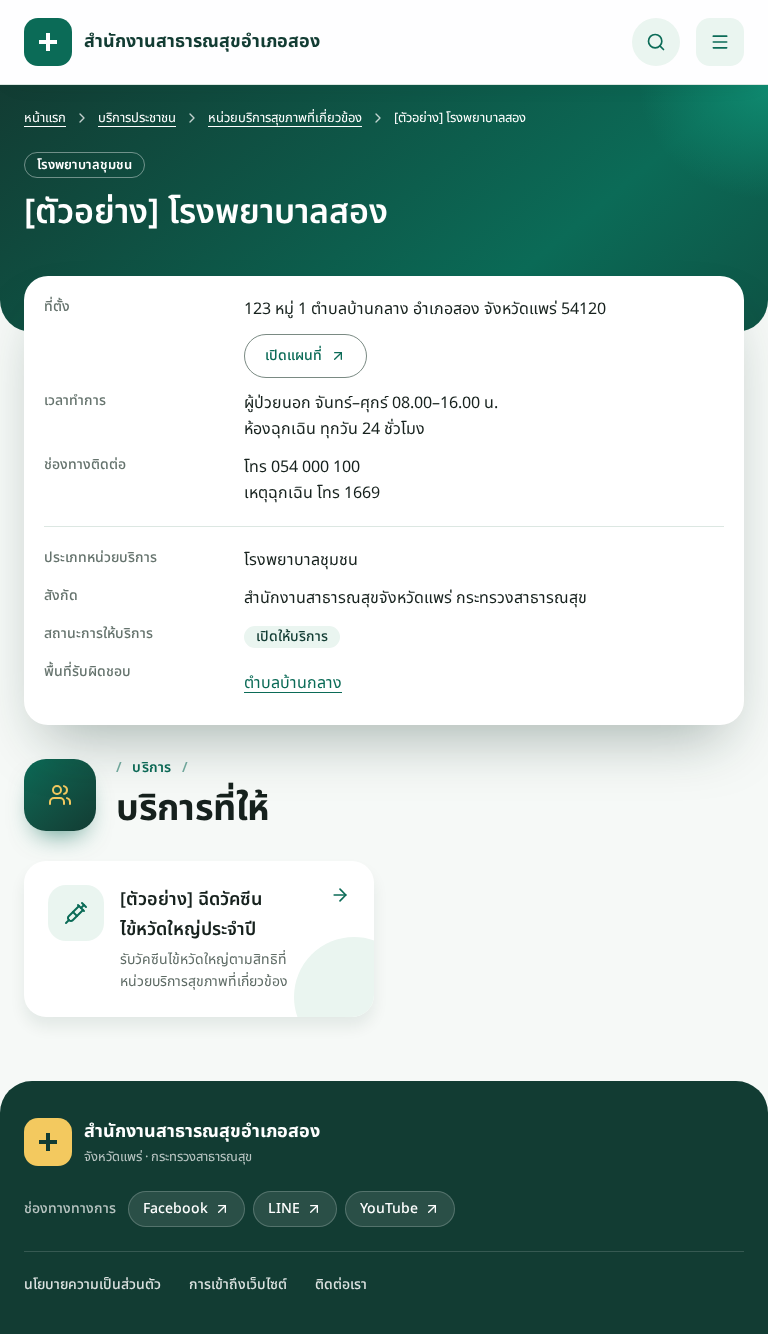 สำนักงานสาธารณสุขอำเภอสอง
หน้าแรก
บริการประชาชน
หน่วยบริการสุขภาพที่เกี่ยวข้อง
[ตัวอย่าง] โรงพยาบาลสอง
โรงพยาบาลชุมชน
[ตัวอย่าง] โรงพยาบาลสอง
ที่ตั้ง
123 หมู่ 1 ตำบลบ้านกลาง อำเภอสอง จังหวัดแพร่ 54120
เปิดแผนที่
เวลาทำการ
ผู้ป่วยนอก จันทร์–ศุกร์ 08.00–16.00 น.
ห้องฉุกเฉิน ทุกวัน 24 ชั่วโมง
ช่องทางติดต่อ
โทร 054 000 100
เหตุฉุกเฉิน โทร 1669
ประเภทหน่วยบริการ
โรงพยาบาลชุมชน
สังกัด
สำนักงานสาธารณสุขจังหวัดแพร่ กระทรวงสาธารณสุข
สถานะการให้บริการ
เปิดให้บริการ
พื้นที่รับผิดชอบ
ตำบลบ้านกลาง
/ บริการ /
บริการที่ให้
[ตัวอย่าง] ฉีดวัคซีน
ไข้หวัดใหญ่ประจำปี
รับวัคซีนไข้หวัดใหญ่ตามสิทธิที่
หน่วยบริการสุขภาพที่เกี่ยวข้อง
สำนักงานสาธารณสุขอำเภอสอง
จังหวัดแพร่ · กระทรวงสาธารณสุข
ช่องทางทางการ
Facebook
LINE
YouTube
นโยบายความเป็นส่วนตัว
การเข้าถึงเว็บไซต์
ติดต่อเรา